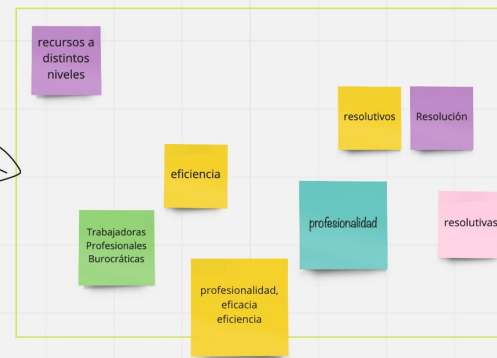 recursos a
distintos
niveles
resolutivos
Resolución
eficiencia
profesionalidad
resolutivas
Trabajadoras
Profesionales
Burocráticas
profesionalidad,
eficacia
eficiencia